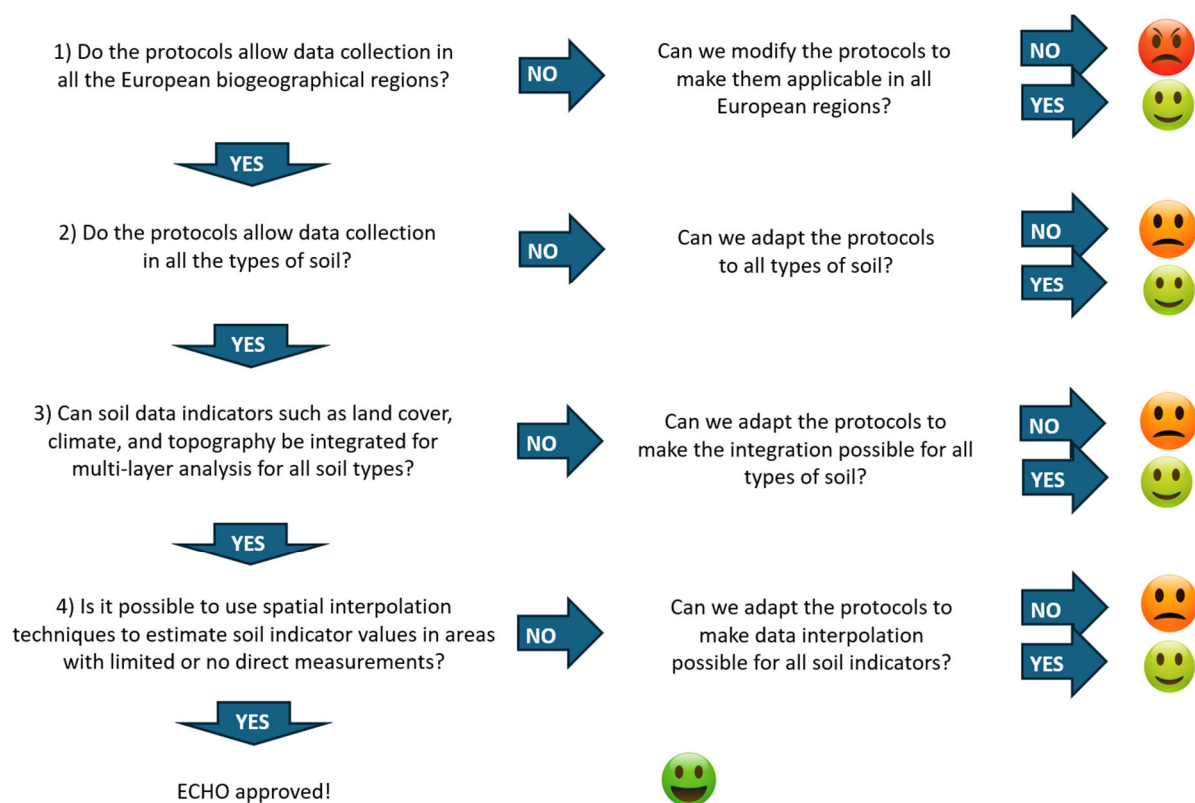 1) Do the protocols allow data collection in
all the European biogeographical regions?
NO
Can we modify the protocols to
make them applicable in all
European regions?
NO
YES
YES
2) Do the protocols allow data collection
in all the types of soil?
NO
Can we adapt the protocols
to all types of soil?
NO
YES
YES
3) Can soil data indicators such as land cover,
climate, and topography be integrated for
multi-layer analysis for all soil types?
NO
Can we adapt the protocols to
make the integration possible for all
types of soil?
NO
YES
YES
4) Is it possible to use spatial interpolation
techniques to estimate soil indicator values in areas
with limited or no direct measurements?
NO
Can we adapt the protocols to
make data interpolation
possible for all soil indicators?
NO
YES
YES
ECHO approved!